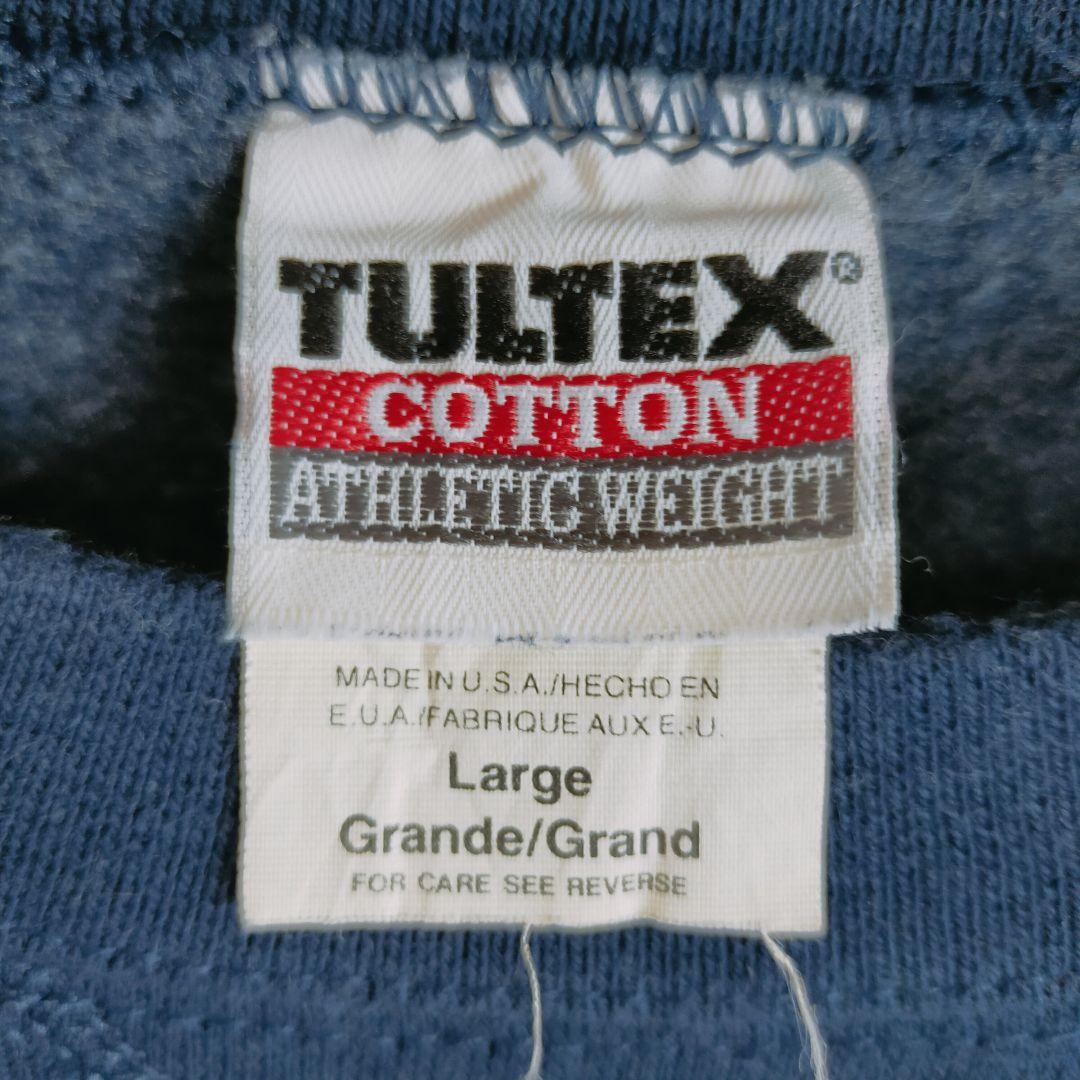 TULTEX®
COTTON
ATHLETIC WEIGHT
MADE IN U.S.A./HECHO EN
E.U.A./FABRIQUE AUX E.-U.
Large
Grande/Grand
FOR CARE SEE REVERSE